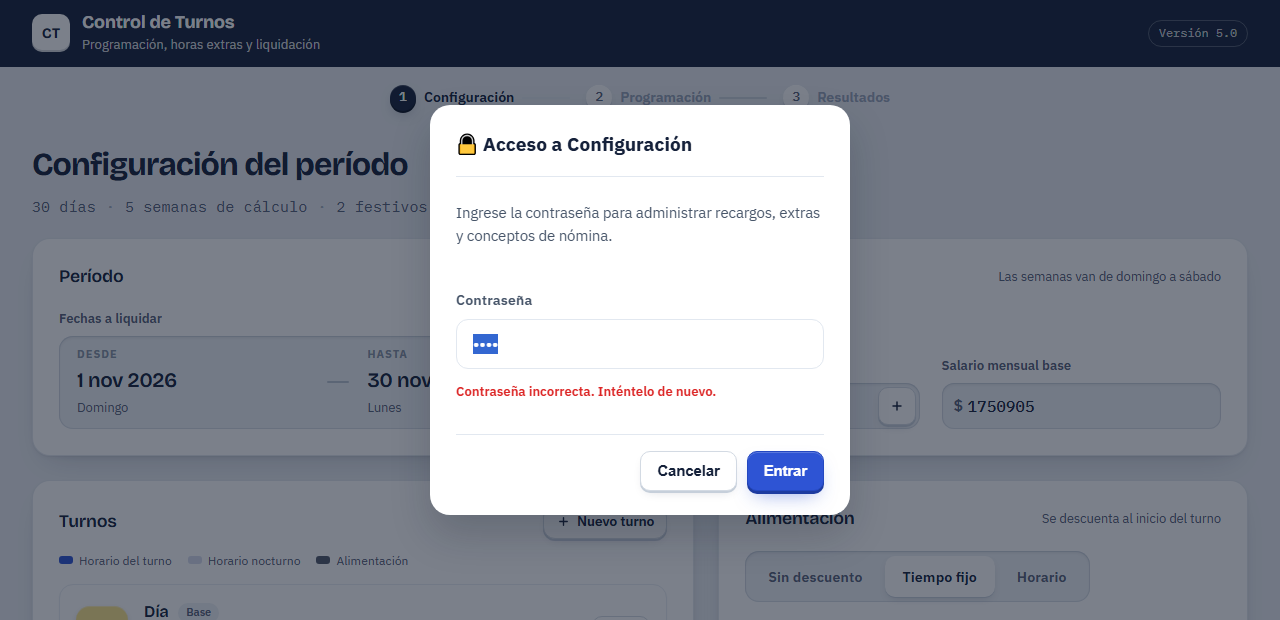 CT
Control de Turnos
Programación, horas extras y liquidación
Versión 5.0
1 Configuración
2 Programación
3 Resultados
Configuración del período
30 días · 5 semanas de cálculo · 2 festivos
Período
Las semanas van de domingo a sábado
Fechas a liquidar
DESDE
1 nov 2026
Domingo
HASTA
30 nov
Lunes
+
Salario mensual base
$ 1750905
🔒 Acceso a Configuración
Ingrese la contraseña para administrar recargos, extras
y conceptos de nómina.
Contraseña
••••
Contraseña incorrecta. Inténtelo de nuevo.
Cancelar
Entrar
Turnos
+ Nuevo turno
Horario del turno
Horario nocturno
Alimentación
Día
Base
Alimentación
Se descuenta al inicio del turno
Sin descuento
Tiempo fijo
Horario